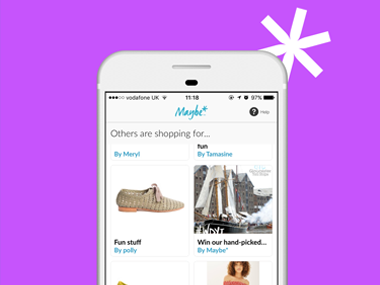 vodafone UK
11:18
97%
Maybe*
? Help
Others are shopping for...
By Meryl
fun
By Tamasine
Fun stuff
By polly
Win our hand-picked...
By Maybe*